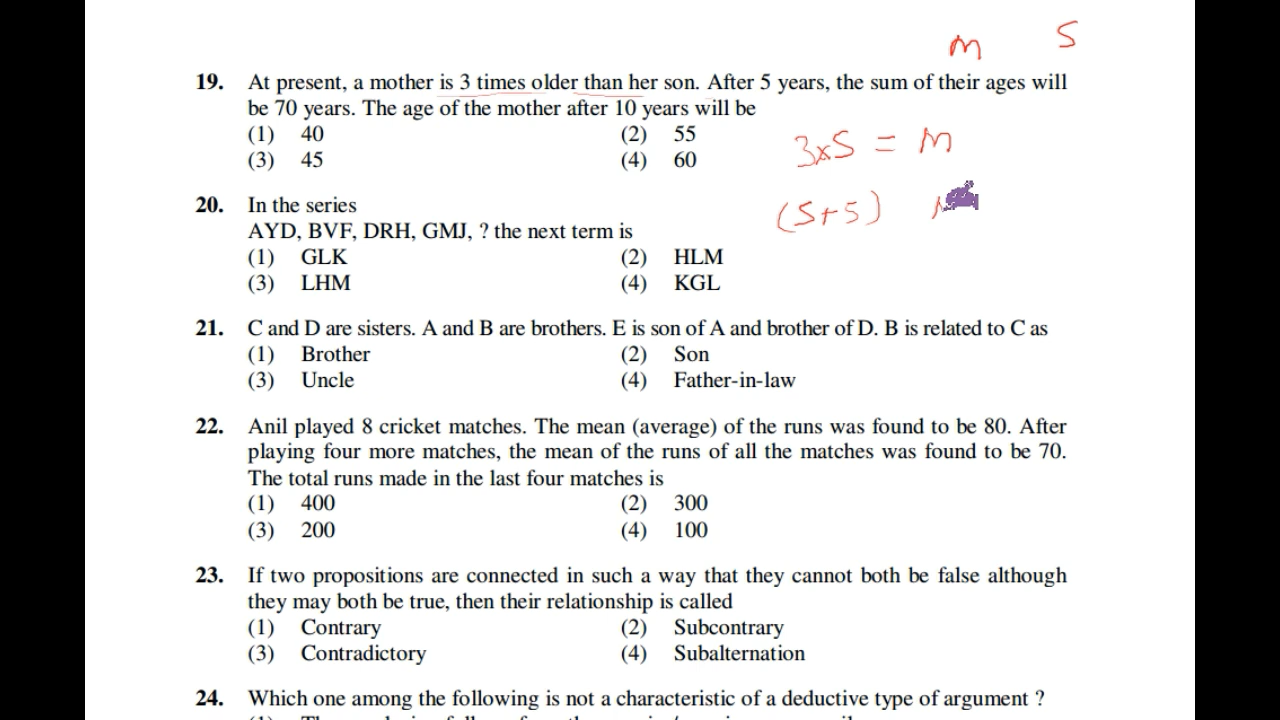 m S
19. At present, a mother is 3 times older than her son. After 5 years, the sum of their ages will
be 70 years. The age of the mother after 10 years will be
(1) 40 (2) 55
(3) 45 (4) 60
3×S = M
(S+5)
20. In the series
AYD, BVF, DRH, GMJ, ? the next term is
(1) GLK (2) HLM
(3) LHM (4) KGL
21. C and D are sisters. A and B are brothers. E is son of A and brother of D. B is related to C as
(1) Brother (2) Son
(3) Uncle (4) Father-in-law
22. Anil played 8 cricket matches. The mean (average) of the runs was found to be 80. After
playing four more matches, the mean of the runs of all the matches was found to be 70.
The total runs made in the last four matches is
(1) 400 (2) 300
(3) 200 (4) 100
23. If two propositions are connected in such a way that they cannot both be false although
they may both be true, then their relationship is called
(1) Contrary (2) Subcontrary
(3) Contradictory (4) Subalternation
24. Which one among the following is not a characteristic of a deductive type of argument ?